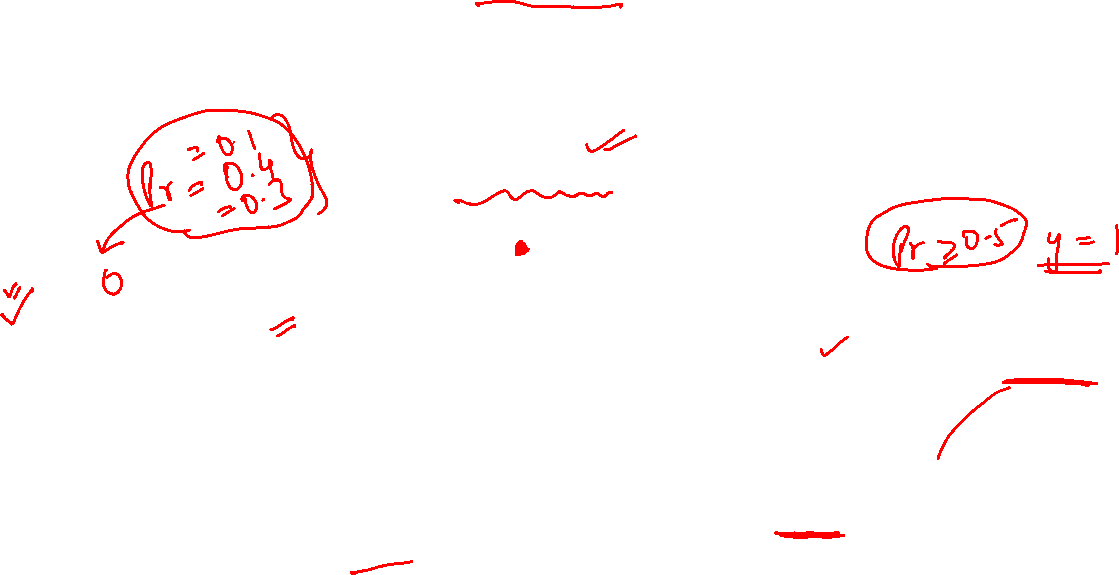 = 0.1
Pr = 0.4
= 0.3
0
Pr ≥ 0.5 y = 1